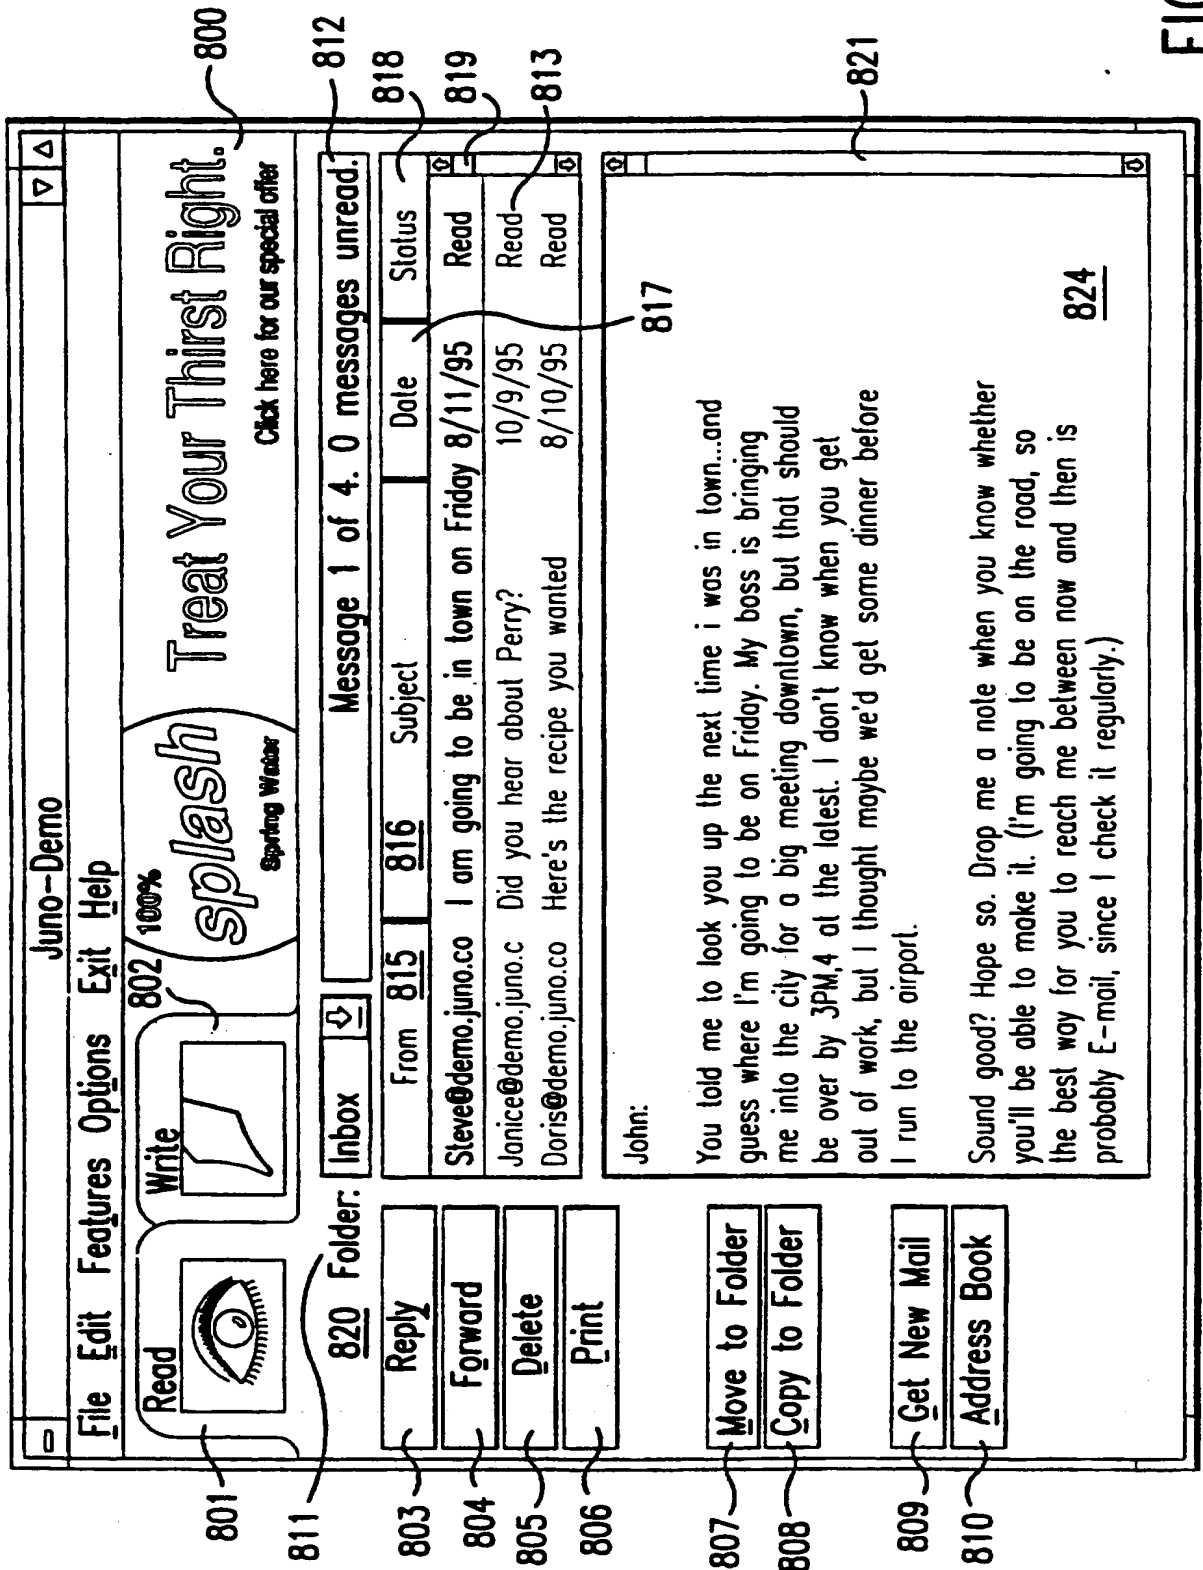 Juno-Demo
File Edit Features Options Exit Help
801
Read
Write
802
100%
splash
Spring Water
Treat Your Thirst Right.
Click here for our special offer
800
811
820 Folder: Inbox
Message 1 of 4. 0 messages unread.
812
From 815
816 Subject
Date
Status
818
Steve@demo.juno.co I am going to be in town on Friday 8/11/95 Read
819
Janice@demo.juno.c Did you hear about Perry? 10/9/95 Read
813
Doris@demo.juno.co Here's the recipe you wanted 8/10/95 Read
817
803 Reply
804 Forward
805 Delete
806 Print
807 Move to Folder
808 Copy to Folder
809 Get New Mail
810 Address Book
John:
You told me to look you up the next time i was in town...and
guess where I'm going to be on Friday. My boss is bringing
me into the city for a big meeting downtown, but that should
be over by 3PM,4 at the latest. I don't know when you get
out of work, but I thought maybe we'd get some dinner before
I run to the airport.
Sound good? Hope so. Drop me a note when you know whether
you'll be able to make it. (I'm going to be on the road, so
the best way for you to reach me between now and then is
probably E-mail, since I check it regularly.)
821
824